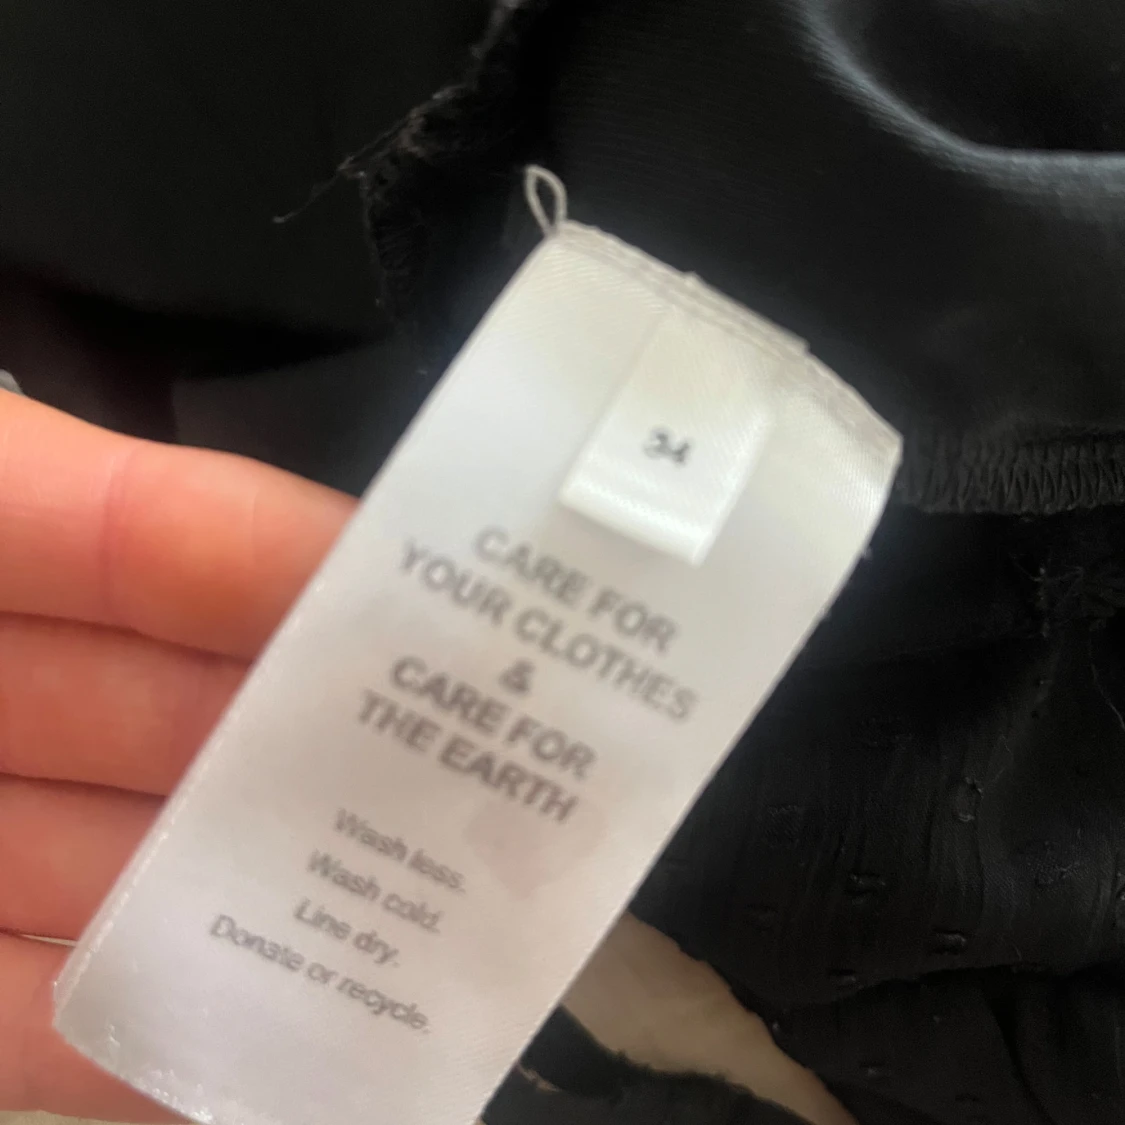 34
CARE FOR
YOUR CLOTHES
&
CARE FOR
THE EARTH
Wash less.
Wash cold.
Line dry.
Donate or recycle.